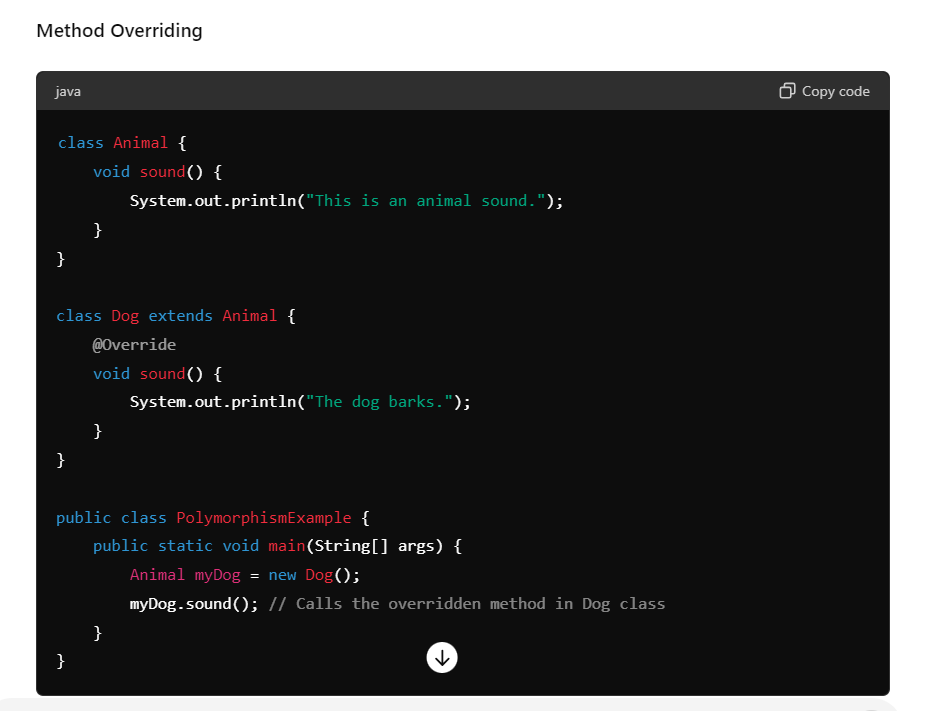 Method Overriding
java
Copy code
class Animal {
    void sound() {
        System.out.println("This is an animal sound.");
    }
}
class Dog extends Animal {
    @Override
    void sound() {
        System.out.println("The dog barks.");
    }
}
public class PolymorphismExample {
    public static void main(String[] args) {
        Animal myDog = new Dog();
        myDog.sound(); // Calls the overridden method in Dog class
    }
}